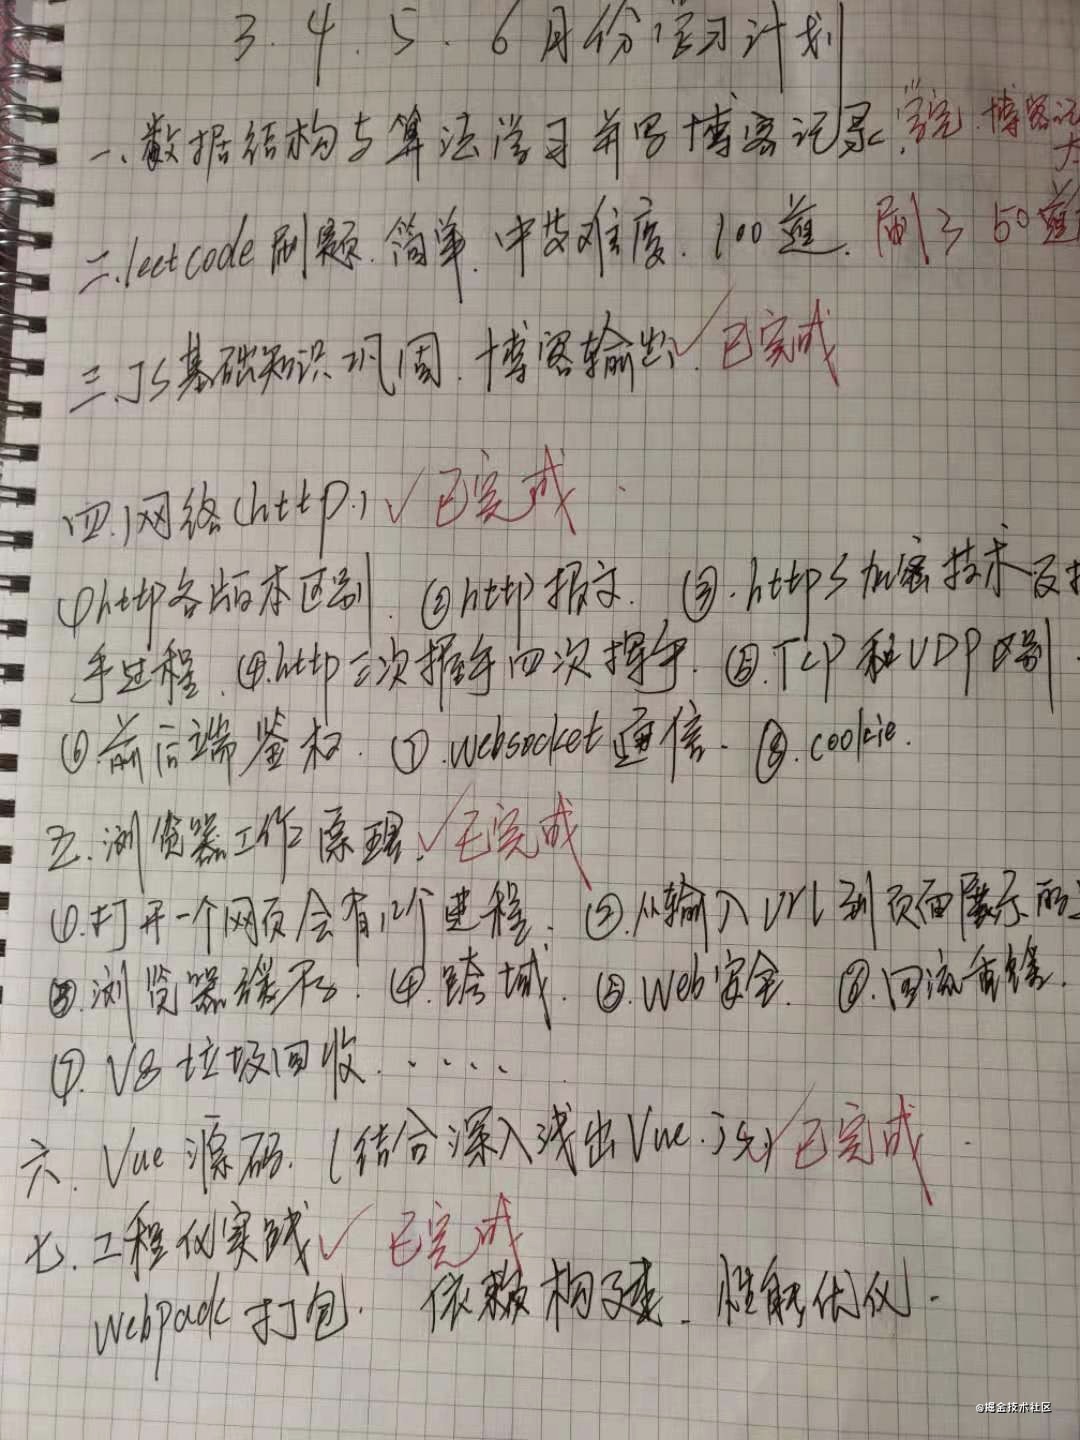 3.4.5.6月份学习计划
一.数据结构与算法学习并写博客记录.学完.博客记
二.leetcode刷题.简单.中等难度.100道.刷了50道
三.JS基础知识巩固.博客输出.✓已完成
四.网络(http.)✓已完成
①http各版本区别.②http报文.③.https加密技术及握
手过程.④.http三次握手四次挥手.⑤.TCP和UDP区别
⑥.前后端鉴权.⑦.websocket通信.⑧.cookie.
五.浏览器工作原理.✓已完成
①.打开一个网页会有几个进程.②.从输入url到页面展示的
③.浏览器缓存.④.跨域.⑤.Web安全.⑥.回流重绘.
⑦.V8垃圾回收......
六.Vue源码.(结合深入浅出Vue.js)✓已完成
七.工程化实践✓已完成
webpack打包.依赖构建.性能优化.
@掘金技术社区